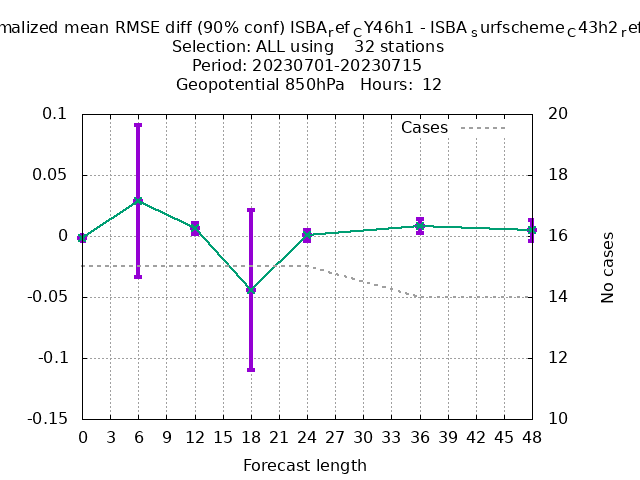 malized mean RMSE diff (90% conf) ISBA_ref_CY46h1 - ISBA_surfscheme_C43h2_ref
Selection: ALL using 32 stations
Period: 20230701-20230715
Geopotential 850hPa Hours: 12
0.1 20
Cases
0.05 18
0 16
-0.05 14
-0.1 12
-0.15 10
No cases
0 3 6 9 12 15 18 21 24 27 30 33 36 39 42 45 48
Forecast length